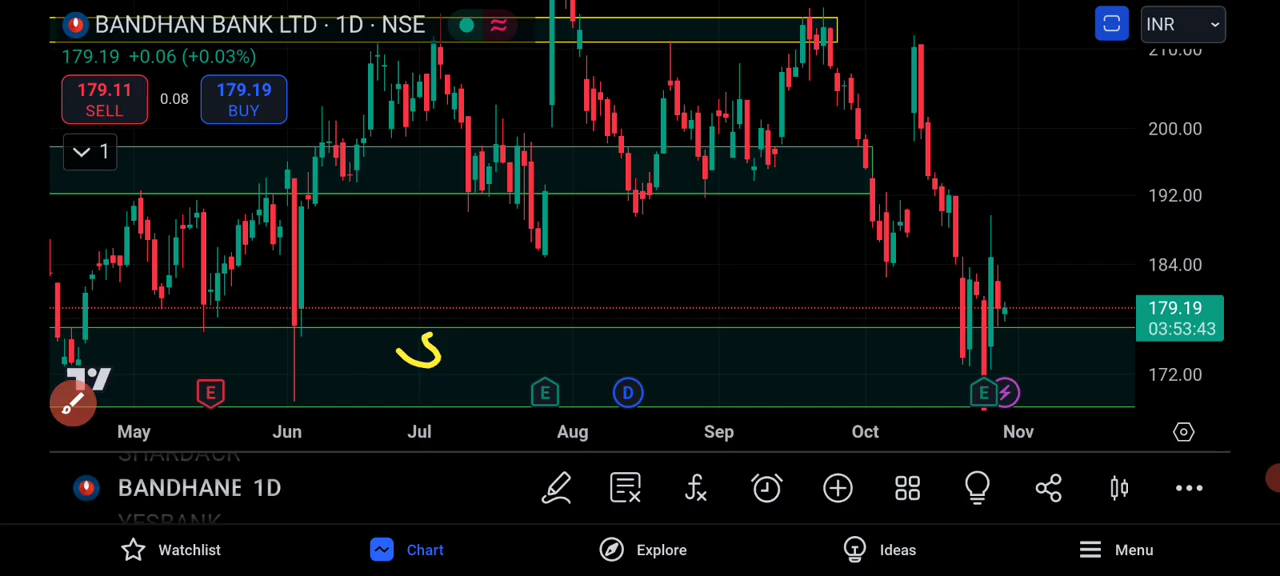 BANDHAN BANK LTD · 1D · NSE
INR
179.19 +0.06 (+0.03%)
210.00
179.11
SELL
0.08
179.19
BUY
1
200.00
192.00
184.00
179.19
03:53:43
172.00
S
E
E
D
E
May
Jun
Jul
Aug
Sep
Oct
Nov
BANDHANE 1D
YESBANK
Watchlist
Chart
Explore
Ideas
Menu